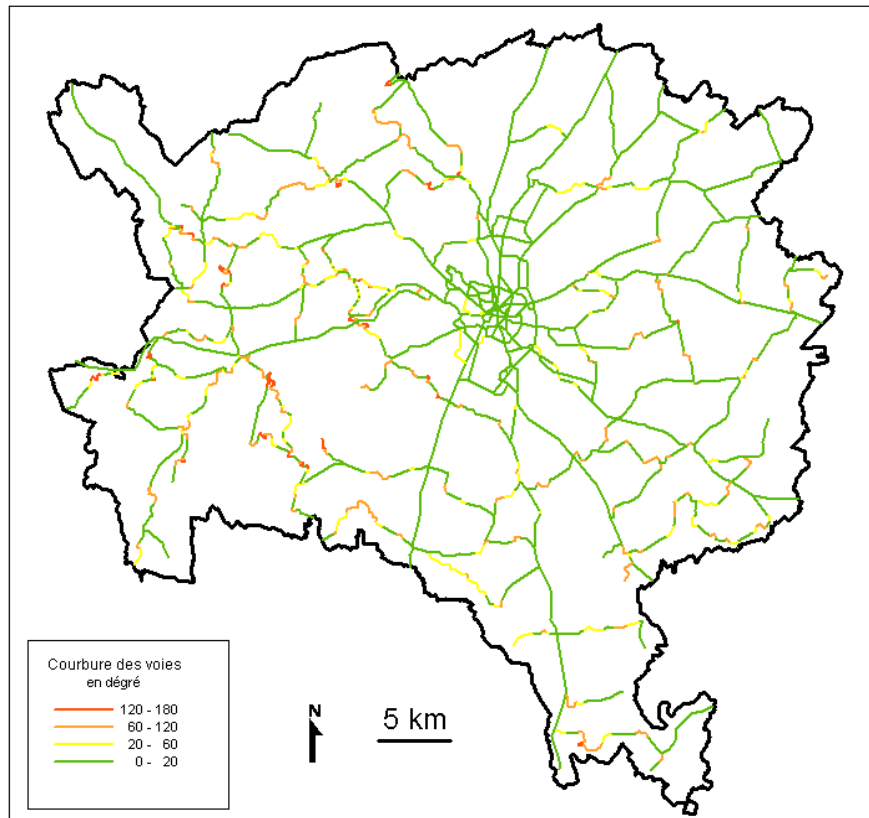 Courbure des voies
en dégré
120 - 180
60 - 120
20 - 60
0 - 20
N
5 km